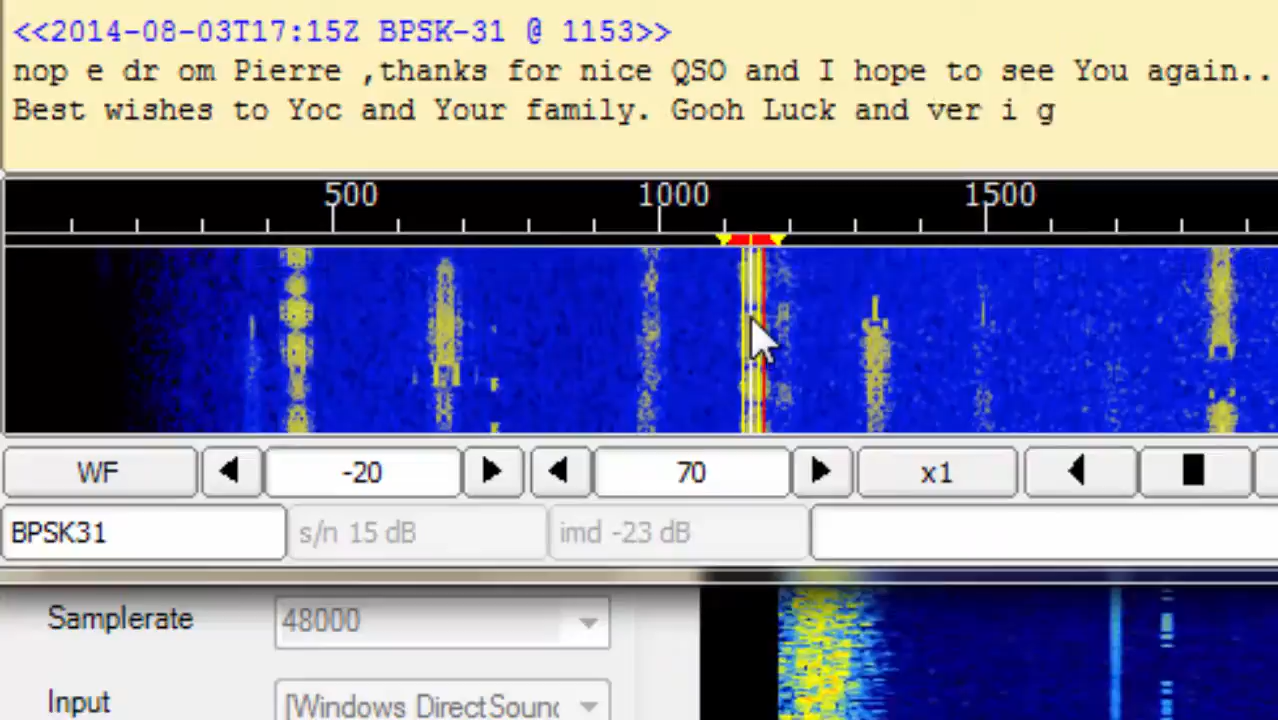 <<2014-08-03T17:15Z BPSK-31 @ 1153>>
nop e dr om Pierre ,thanks for nice QSO and I hope to see You again..
Best wishes to Yoc and Your family. Gooh Luck and ver i g
500 1000 1500
WF -20 70 x1
BPSK31 s/n 15 dB imd -23 dB
Samplerate 48000
Input [Windows DirectSound